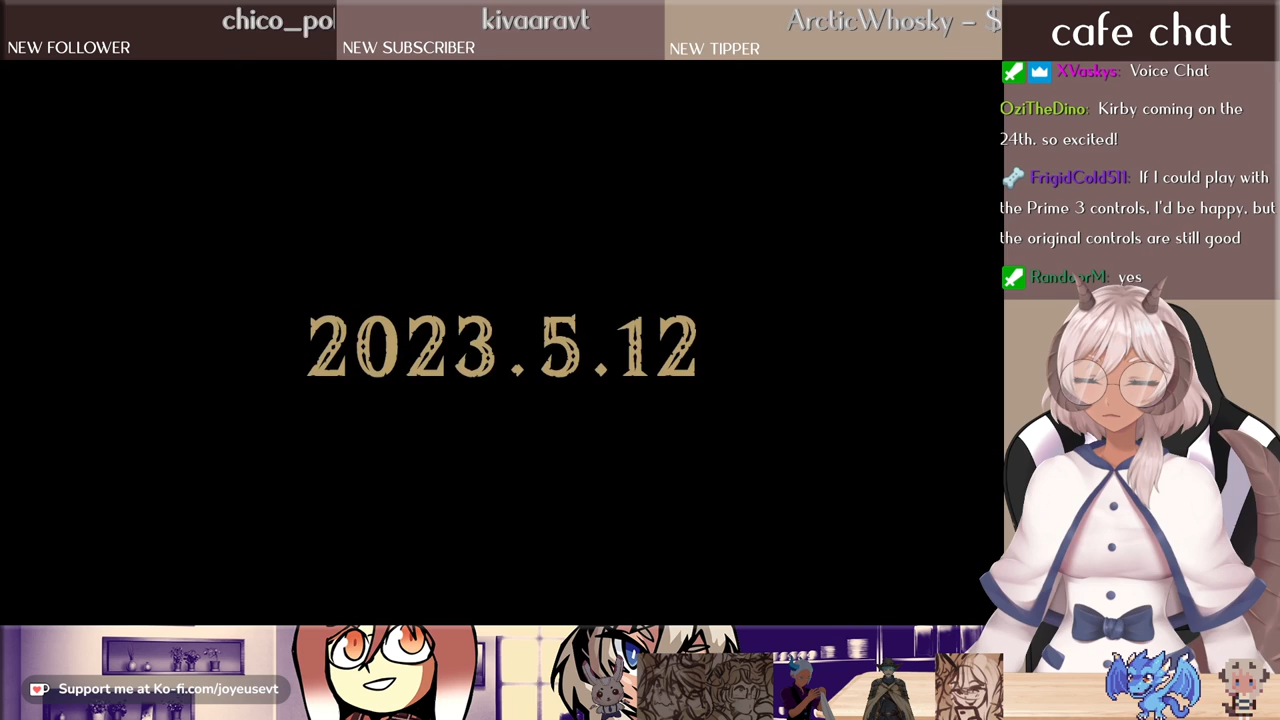 chico_po
kivaaravt
ArcticWhosky - $
NEW FOLLOWER
NEW SUBSCRIBER
NEW TIPPER
cafe chat
XVaskys: Voice Chat
OziTheDino: Kirby coming on the
24th. so excited!
FrigidCold511: If I could play with
the Prime 3 controls, I'd be happy, but
the original controls are still good
RandoorM: yes
2023.5.12
Support me at Ko-fi.com/joyeusevt